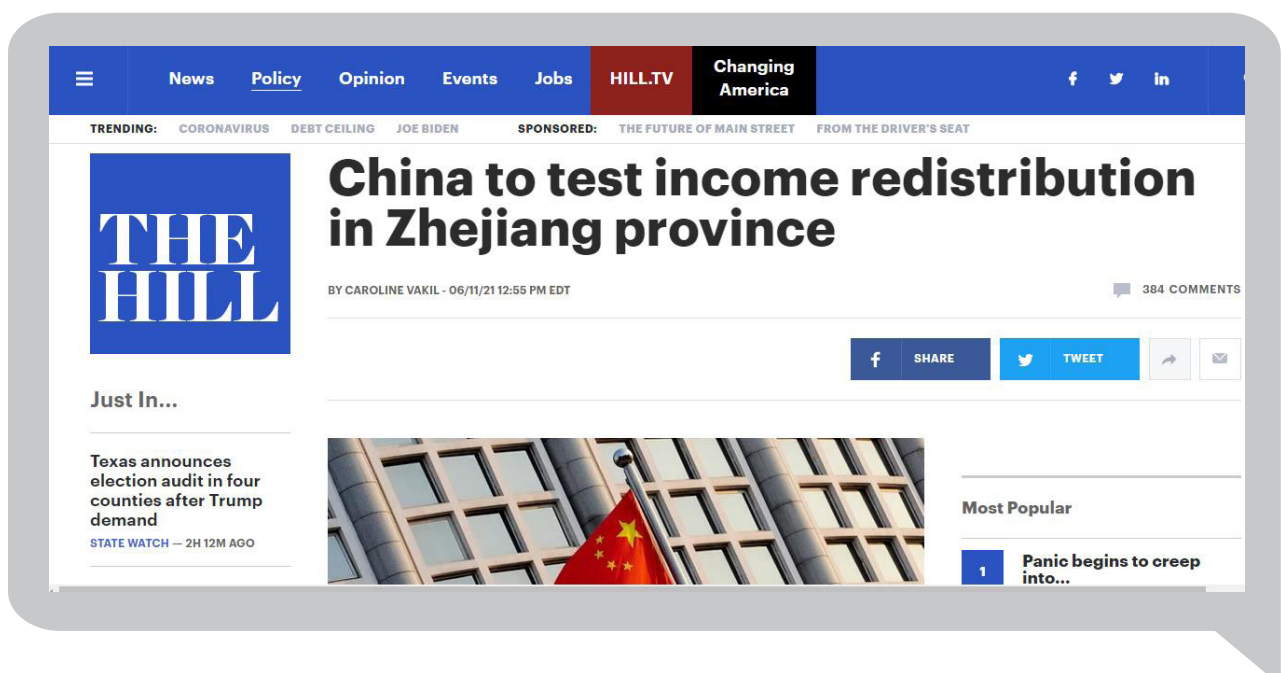 News Policy Opinion Events Jobs HILL.TV Changing
America
TRENDING: CORONAVIRUS DEBT CEILING JOE BIDEN SPONSORED: THE FUTURE OF MAIN STREET FROM THE DRIVER'S SEAT
THE
HILL
China to test income redistribution
in Zhejiang province
BY CAROLINE VAKIL - 06/11/21 12:55 PM EDT
384 COMMENTS
SHARE
TWEET
Just In...
Texas announces
election audit in four
counties after Trump
demand
STATE WATCH — 2H 12M AGO
Most Popular
1
Panic begins to creep
into...